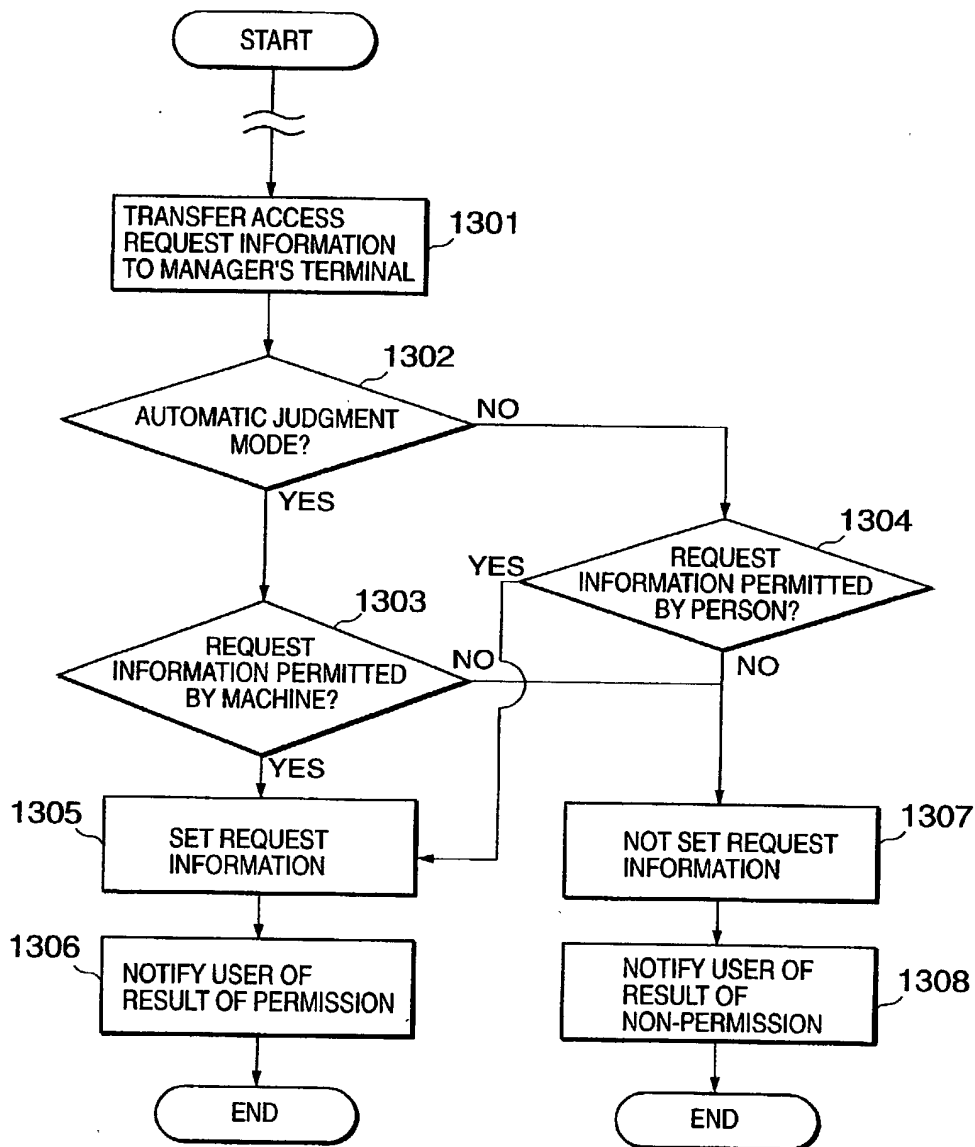 START
TRANSFER ACCESS
REQUEST INFORMATION
TO MANAGER'S TERMINAL
1301
1302
AUTOMATIC JUDGMENT
MODE?
NO
YES
1304
REQUEST
INFORMATION PERMITTED
BY PERSON?
YES
NO
1303
REQUEST
INFORMATION PERMITTED
BY MACHINE?
NO
YES
1305
SET REQUEST
INFORMATION
1307
NOT SET REQUEST
INFORMATION
1306
NOTIFY USER OF
RESULT OF PERMISSION
NOTIFY USER OF
RESULT OF
NON-PERMISSION
1308
END
END